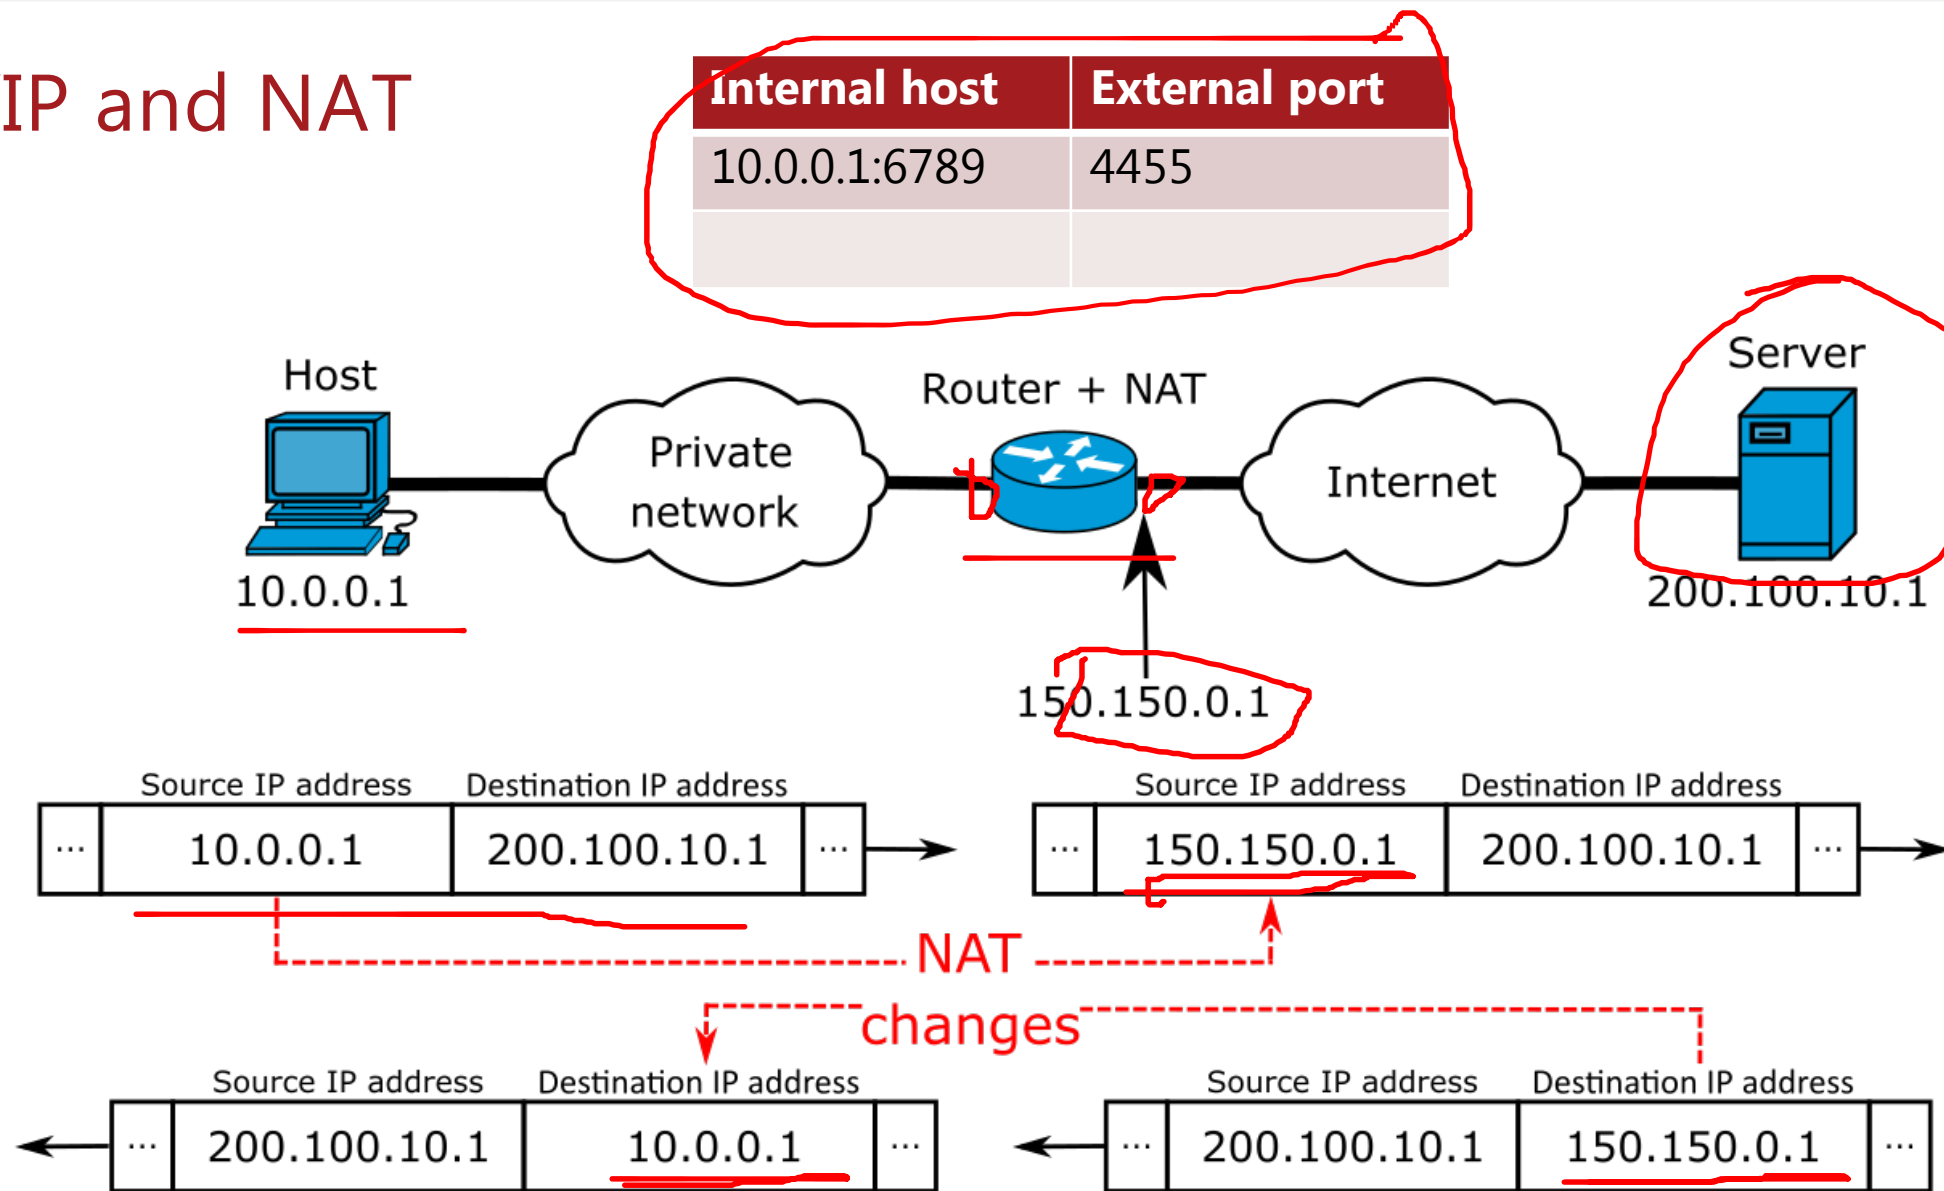 IP and NAT
Internal host External port
10.0.0.1:6789 4455
Host
Private
network
Router + NAT
Internet
Server
10.0.0.1
200.100.10.1
150.150.0.1
Source IP address Destination IP address
... 10.0.0.1 200.100.10.1 ...
Source IP address Destination IP address
... 150.150.0.1 200.100.10.1 ...
NAT
changes
Source IP address Destination IP address
... 200.100.10.1 10.0.0.1 ...
Source IP address Destination IP address
... 200.100.10.1 150.150.0.1 ...